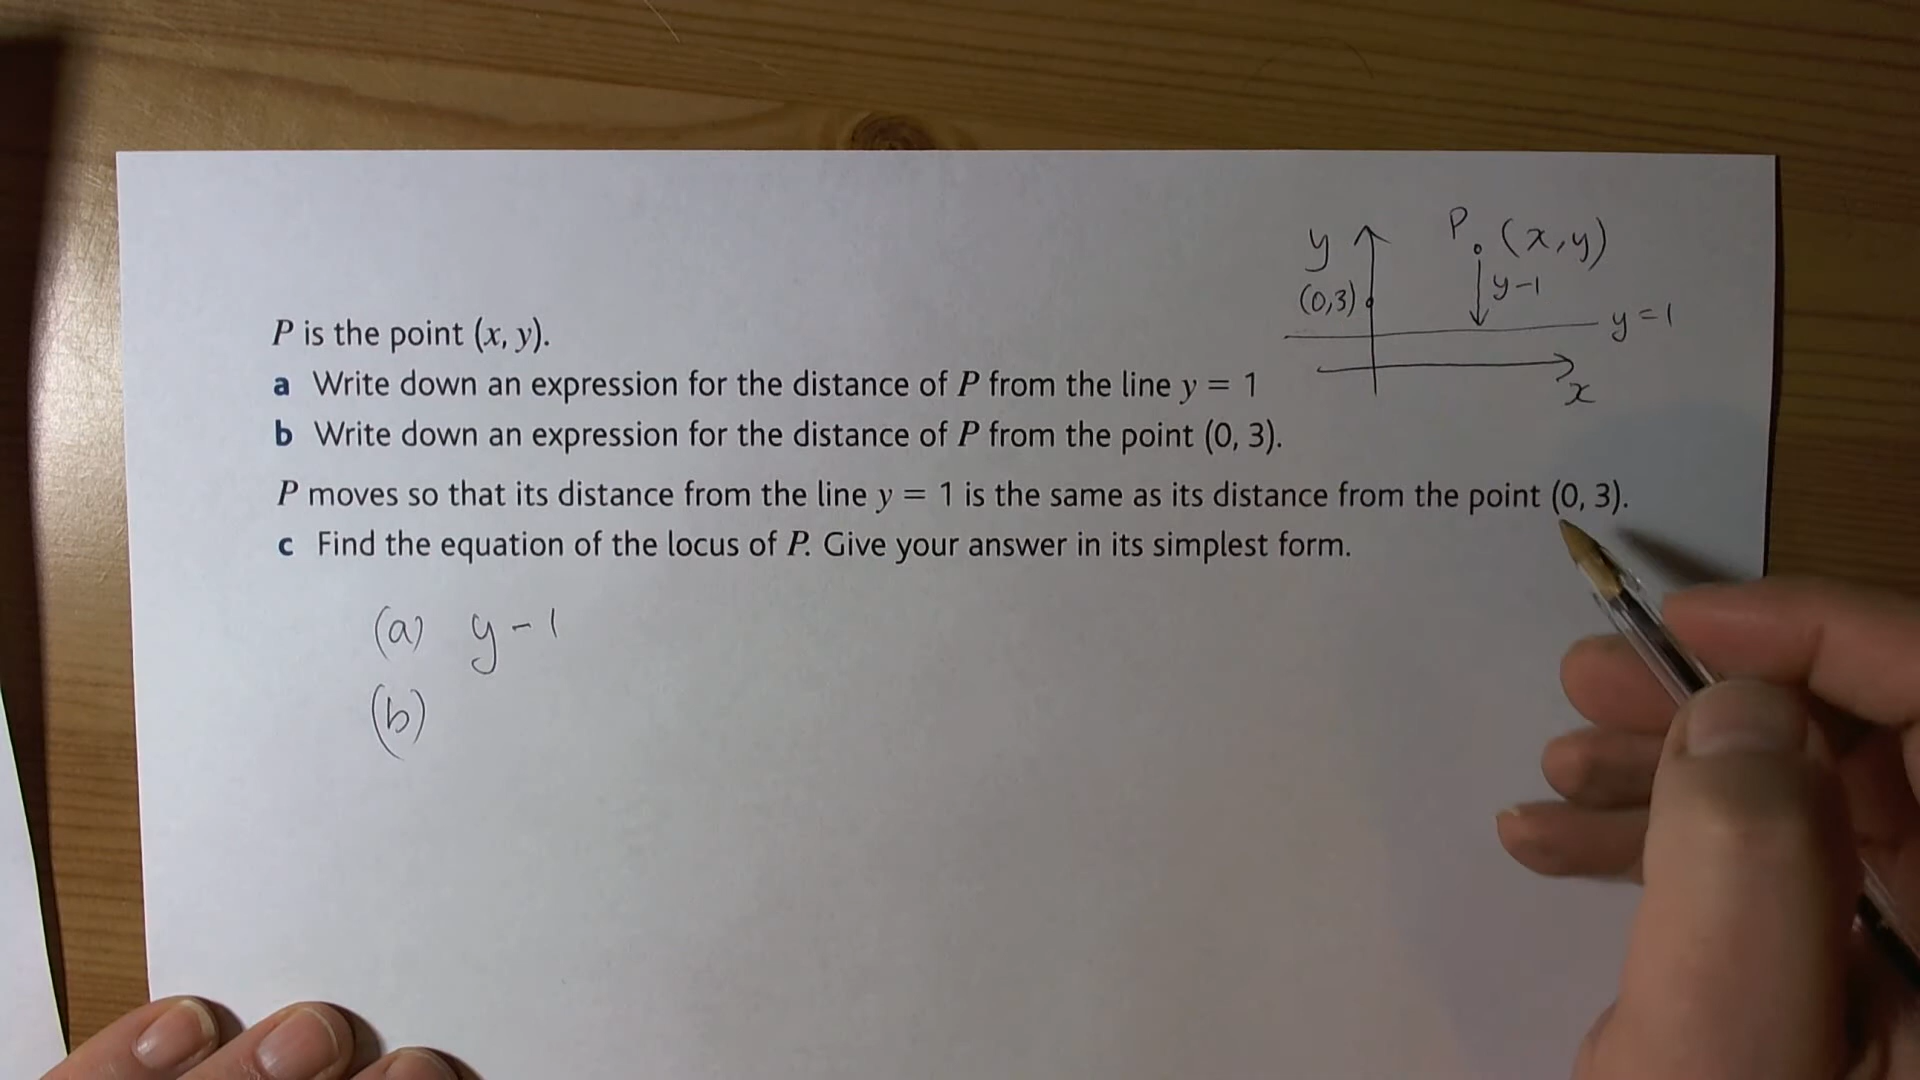 y P (x, y)
(0,3) y-1
y = 1
x
P is the point (x, y).
a Write down an expression for the distance of P from the line y = 1
b Write down an expression for the distance of P from the point (0, 3).
P moves so that its distance from the line y = 1 is the same as its distance from the point (0, 3).
c Find the equation of the locus of P. Give your answer in its simplest form.
(a) y - 1
(b)